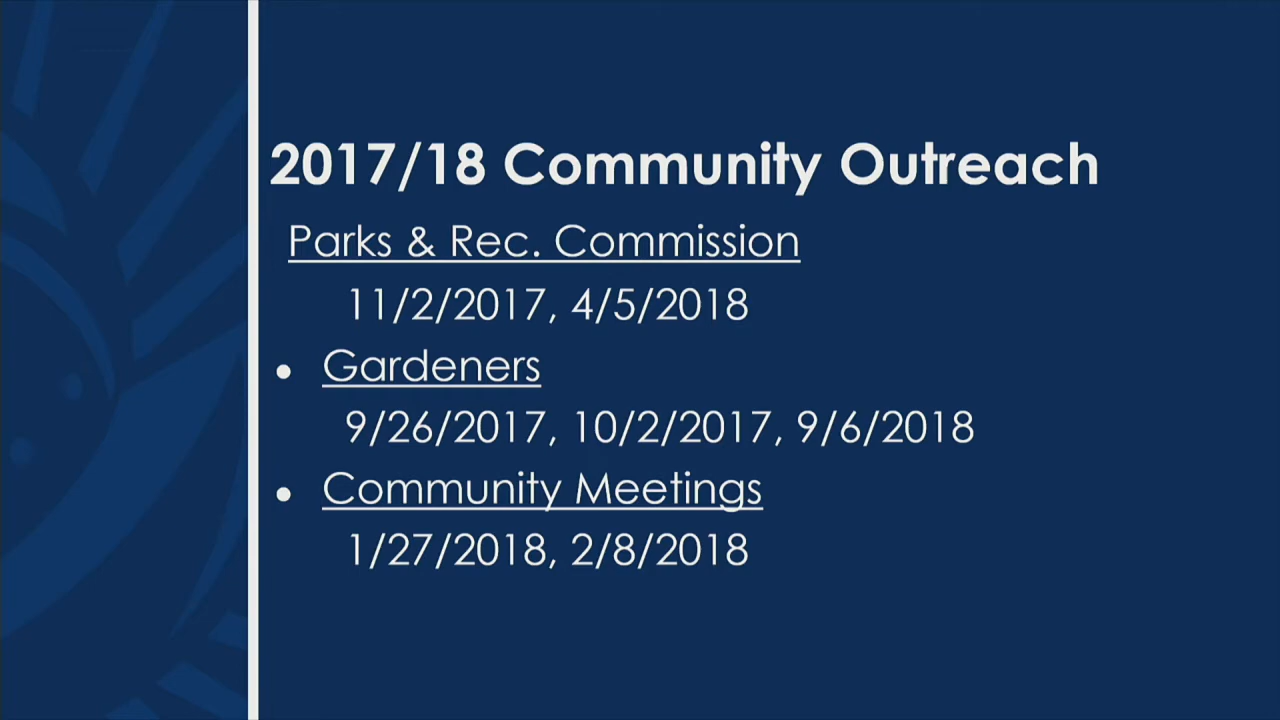 2017/18 Community Outreach
Parks & Rec. Commission
11/2/2017, 4/5/2018
• Gardeners
9/26/2017, 10/2/2017, 9/6/2018
• Community Meetings
1/27/2018, 2/8/2018